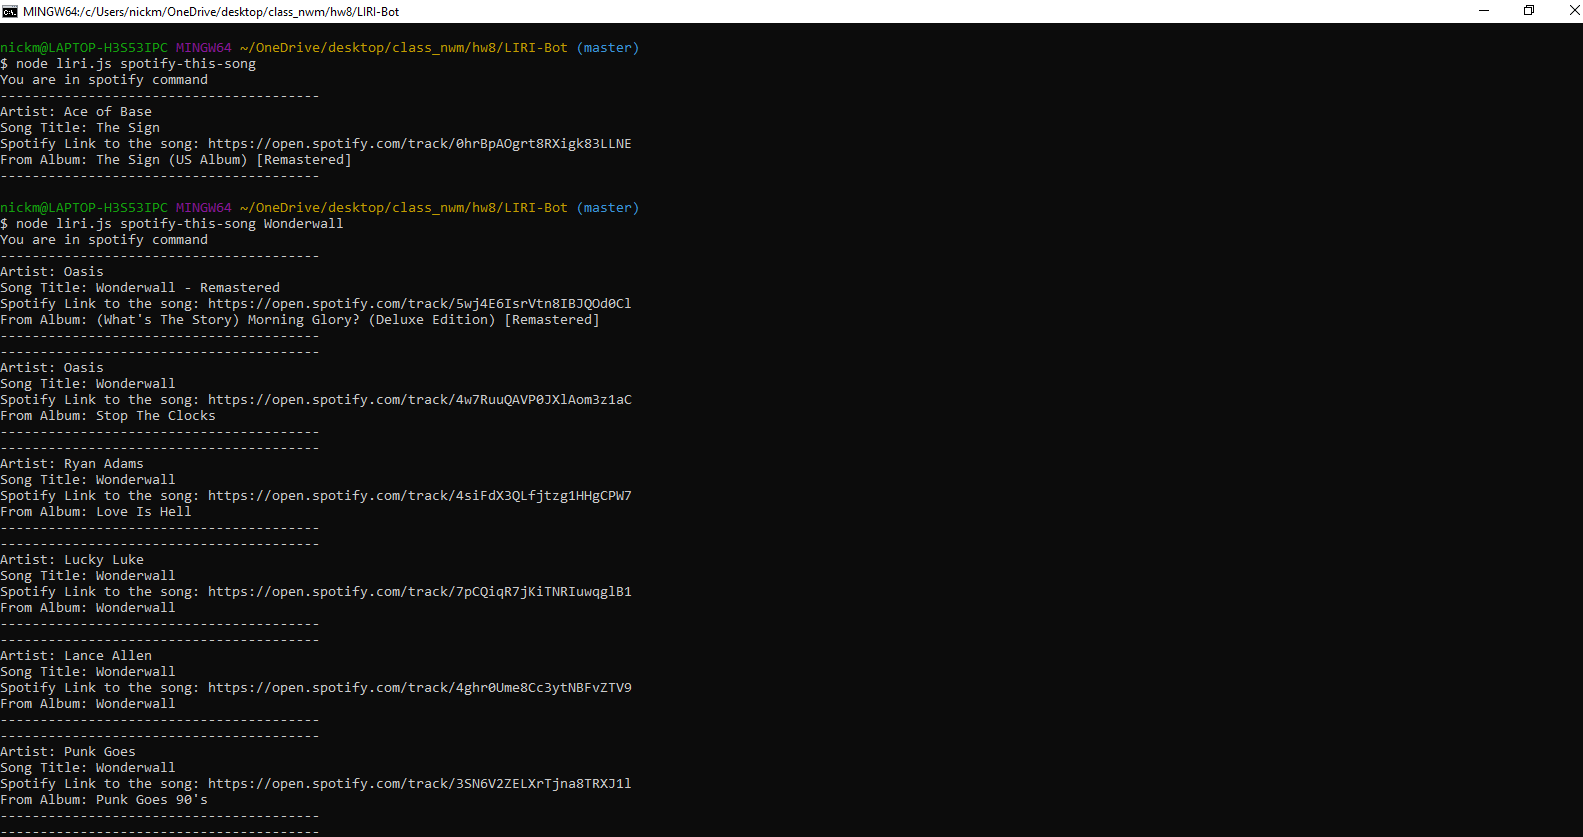 MINGW64:/c/Users/nickm/OneDrive/desktop/class_nwm/hw8/LIRI-Bot
nickm@LAPTOP-H3S53IPC MINGW64 ~/OneDrive/desktop/class_nwm/hw8/LIRI-Bot (master)
$ node liri.js spotify-this-song
You are in spotify command
----------------------------------------
Artist: Ace of Base
Song Title: The Sign
Spotify Link to the song: https://open.spotify.com/track/0hrBpAOgrt8RXigk83LLNE
From Album: The Sign (US Album) [Remastered]
----------------------------------------
nickm@LAPTOP-H3S53IPC MINGW64 ~/OneDrive/desktop/class_nwm/hw8/LIRI-Bot (master)
$ node liri.js spotify-this-song Wonderwall
You are in spotify command
----------------------------------------
Artist: Oasis
Song Title: Wonderwall - Remastered
Spotify Link to the song: https://open.spotify.com/track/5wj4E6IsrVtn8IBJQOd0Cl
From Album: (What's The Story) Morning Glory? (Deluxe Edition) [Remastered]
----------------------------------------
----------------------------------------
Artist: Oasis
Song Title: Wonderwall
Spotify Link to the song: https://open.spotify.com/track/4w7RuuQAVP0JXlAom3z1aC
From Album: Stop The Clocks
----------------------------------------
----------------------------------------
Artist: Ryan Adams
Song Title: Wonderwall
Spotify Link to the song: https://open.spotify.com/track/4siFdX3QLfjtzg1HHgCPW7
From Album: Love Is Hell
----------------------------------------
----------------------------------------
Artist: Lucky Luke
Song Title: Wonderwall
Spotify Link to the song: https://open.spotify.com/track/7pCQiqR7jKiTNRIuwqglB1
From Album: Wonderwall
----------------------------------------
----------------------------------------
Artist: Lance Allen
Song Title: Wonderwall
Spotify Link to the song: https://open.spotify.com/track/4ghr0Ume8Cc3ytNBFvZTV9
From Album: Wonderwall
----------------------------------------
----------------------------------------
Artist: Punk Goes
Song Title: Wonderwall
Spotify Link to the song: https://open.spotify.com/track/3SN6V2ZELXrTjna8TRXJ1l
From Album: Punk Goes 90's
----------------------------------------
----------------------------------------